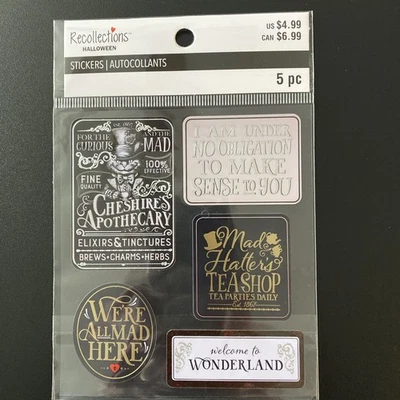 Recollections™
HALLOWEEN
US $4.99
CAN $6.99
STICKERS | AUTOCOLLANTS
5 pc
FOR THE CURIOUS AND THE MAD
FINE QUALITY
100% EFFECTIVE
CHESHIRE'S
APOTHECARY
ELIXIRS & TINCTURES
BREWS • CHARMS • HERBS
I AM UNDER
NO OBLIGATION
TO MAKE
SENSE TO YOU
Mad
Hatter's
TEA SHOP
TEA PARTIES DAILY
WE'RE
ALL MAD
HERE
welcome to
WONDERLAND